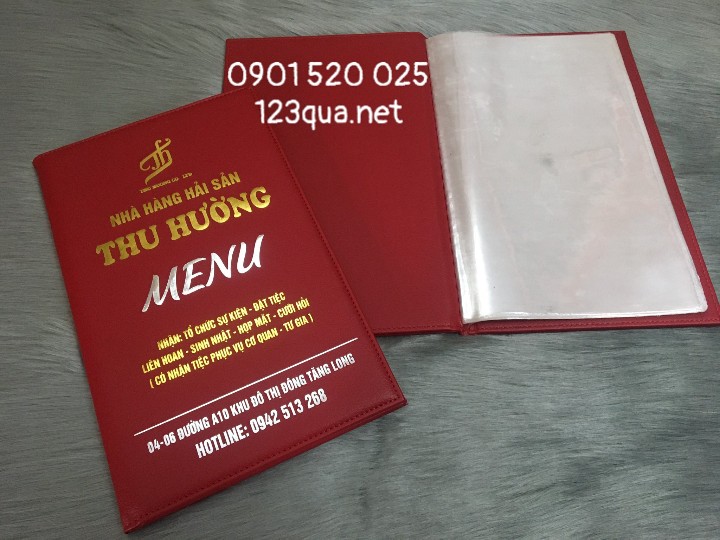 0901 520 025
123qua.net
NHÀ HÀNG HẢI SẢN
THU HƯỜNG
MENU
NHẬN: TỔ CHỨC SỰ KIỆN - ĐẶT TIỆC
LIÊN HOAN - SINH NHẬT - HỌP MẶT - CƯỚI HỎI
( CÓ NHẬN TIỆC PHỤC VỤ CƠ QUAN - TƯ GIA )
04-06 ĐƯỜNG A10 KHU ĐÔ THỊ ĐÔNG TĂNG LONG
HOTLINE: 0942 513 268